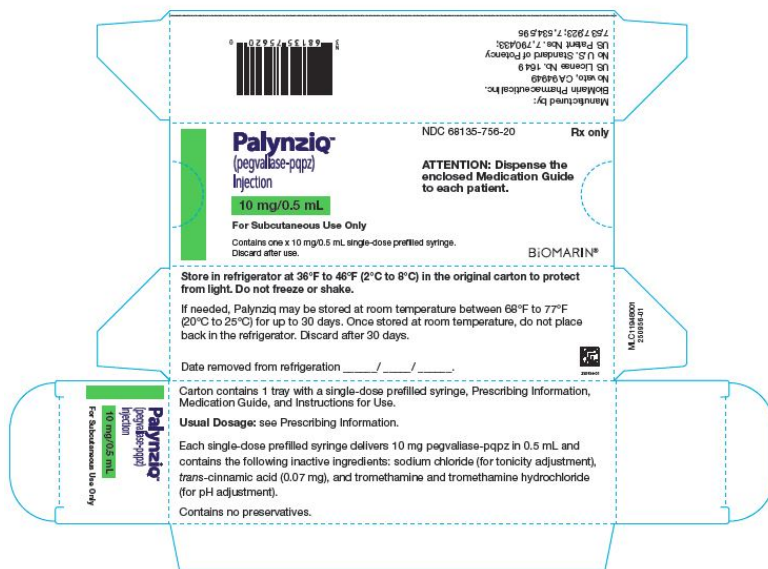 Manufactured by:
BioMarin Pharmaceutical Inc.
Novato, CA 94949
US License No. 1649
No U.S. Standard of Potency
US Patent Nos. 7,790,433;
7,537,923; 7,534,595
68135 75620 0
Palynziq™
(pegvaliase-pqpz)
Injection
10 mg/0.5 mL
For Subcutaneous Use Only
Contains one x 10 mg/0.5 mL single-dose prefilled syringe.
Discard after use.
NDC 68135-756-20 Rx only
ATTENTION: Dispense the
enclosed Medication Guide
to each patient.
BIOMARIN®
Store in refrigerator at 36°F to 46°F (2°C to 8°C) in the original carton to protect
from light. Do not freeze or shake.
If needed, Palynziq may be stored at room temperature between 68°F to 77°F
(20°C to 25°C) for up to 30 days. Once stored at room temperature, do not place
back in the refrigerator. Discard after 30 days.
Date removed from refrigeration _____/_____/______.
MLC11946001
250956-01
Palynziq™
(pegvaliase-pqpz)
Injection
10 mg/0.5 mL
For Subcutaneous Use Only
Carton contains 1 tray with a single-dose prefilled syringe, Prescribing Information,
Medication Guide, and Instructions for Use.
Usual Dosage: see Prescribing Information.
Each single-dose prefilled syringe delivers 10 mg pegvaliase-pqpz in 0.5 mL and
contains the following inactive ingredients: sodium chloride (for tonicity adjustment),
trans-cinnamic acid (0.07 mg), and tromethamine and tromethamine hydrochloride
(for pH adjustment).
Contains no preservatives.